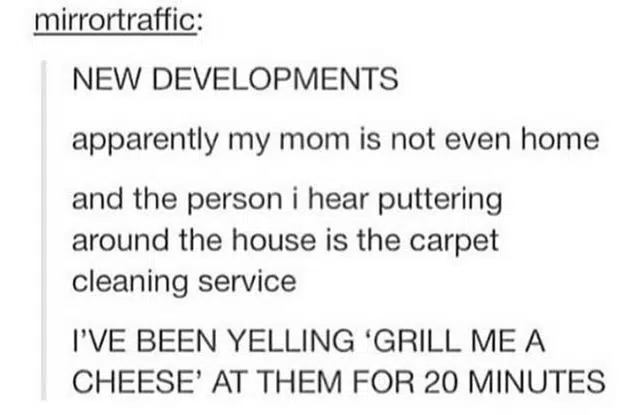 mirrortraffic:
NEW DEVELOPMENTS
apparently my mom is not even home
and the person i hear puttering
around the house is the carpet
cleaning service
I’VE BEEN YELLING ‘GRILL ME A
CHEESE’ AT THEM FOR 20 MINUTES